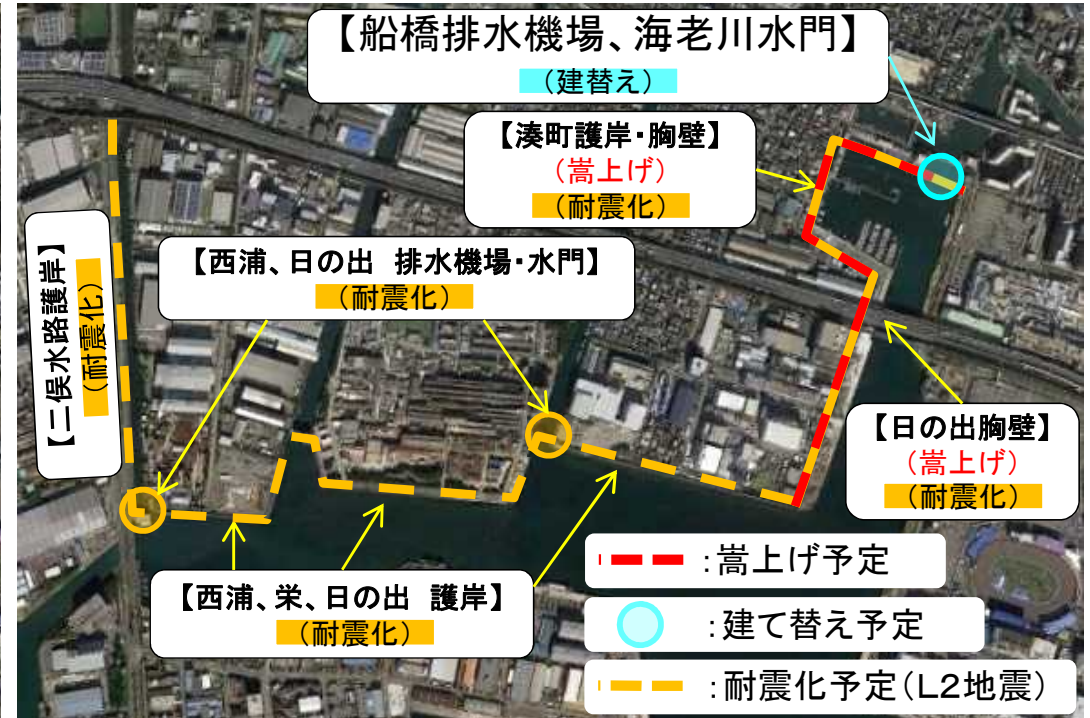 【船橋排水機場、海老川水門】
（建替え）
【湊町護岸・胸壁】
（嵩上げ）
（耐震化）
【西浦、日の出 排水機場・水門】
（耐震化）
【二俣水路護岸】
（耐震化）
【日の出胸壁】
（嵩上げ）
（耐震化）
【西浦、栄、日の出 護岸】
（耐震化）
：嵩上げ予定
：建て替え予定
：耐震化予定（L2地震）